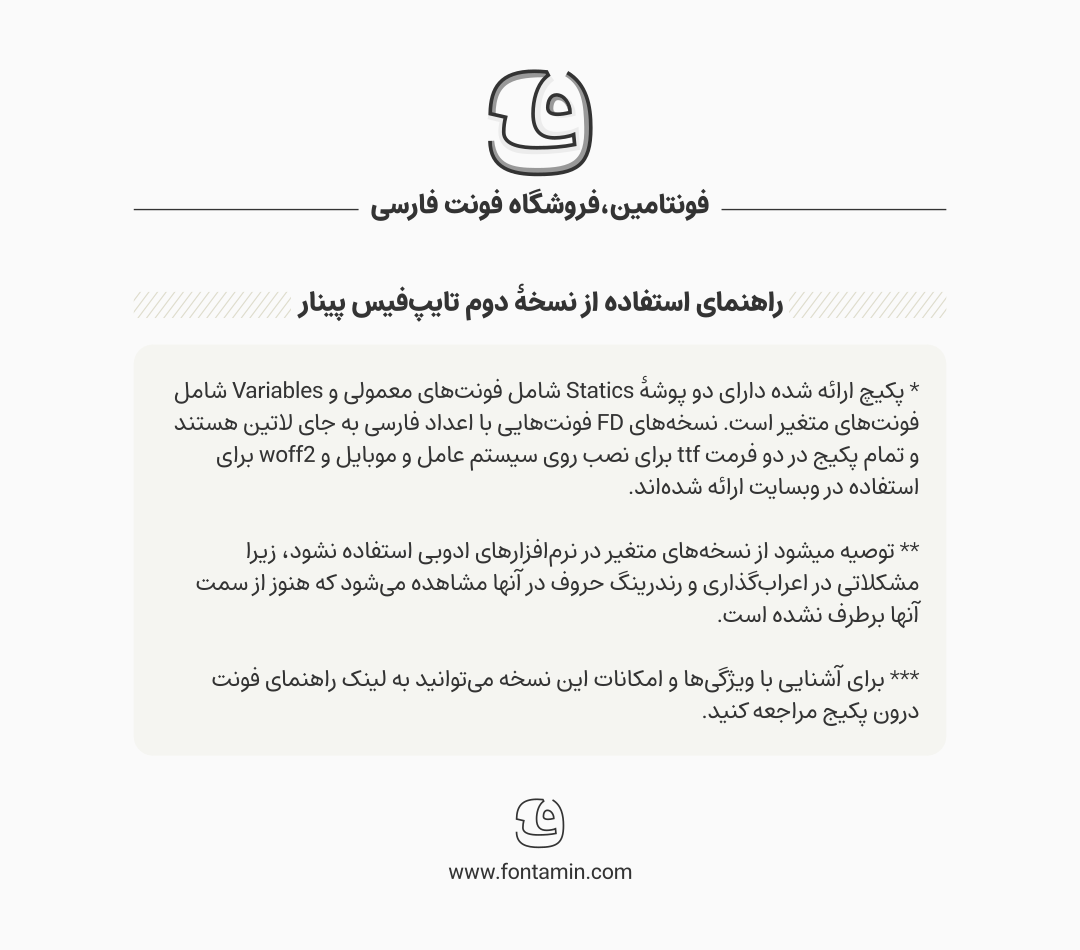 فونتامین،فروشگاه فونت فارسی
راهنمای استفاده از نسخهٔ دوم تایپ‌فیس پینار
* پکیچ ارائه شده دارای دو پوشهٔ Statics شامل فونت‌های معمولی و Variables شامل
فونت‌های متغیر است. نسخه‌های FD فونت‌هایی با اعداد فارسی به جای لاتین هستند
و تمام پکیج در دو فرمت ttf برای نصب روی سیستم عامل و موبایل و woff2 برای
استفاده در وبسایت ارائه شده‌اند.
** توصیه میشود از نسخه‌های متغیر در نرم‌افزارهای ادوبی استفاده نشود، زیرا
مشکلاتی در اعراب‌گذاری و رندرینگ حروف در آنها مشاهده می‌شود که هنوز از سمت
آنها برطرف نشده است.
*** برای آشنایی با ویژگی‌ها و امکانات این نسخه می‌توانید به لینک راهنمای فونت
درون پکیج مراجعه کنید.
www.fontamin.com